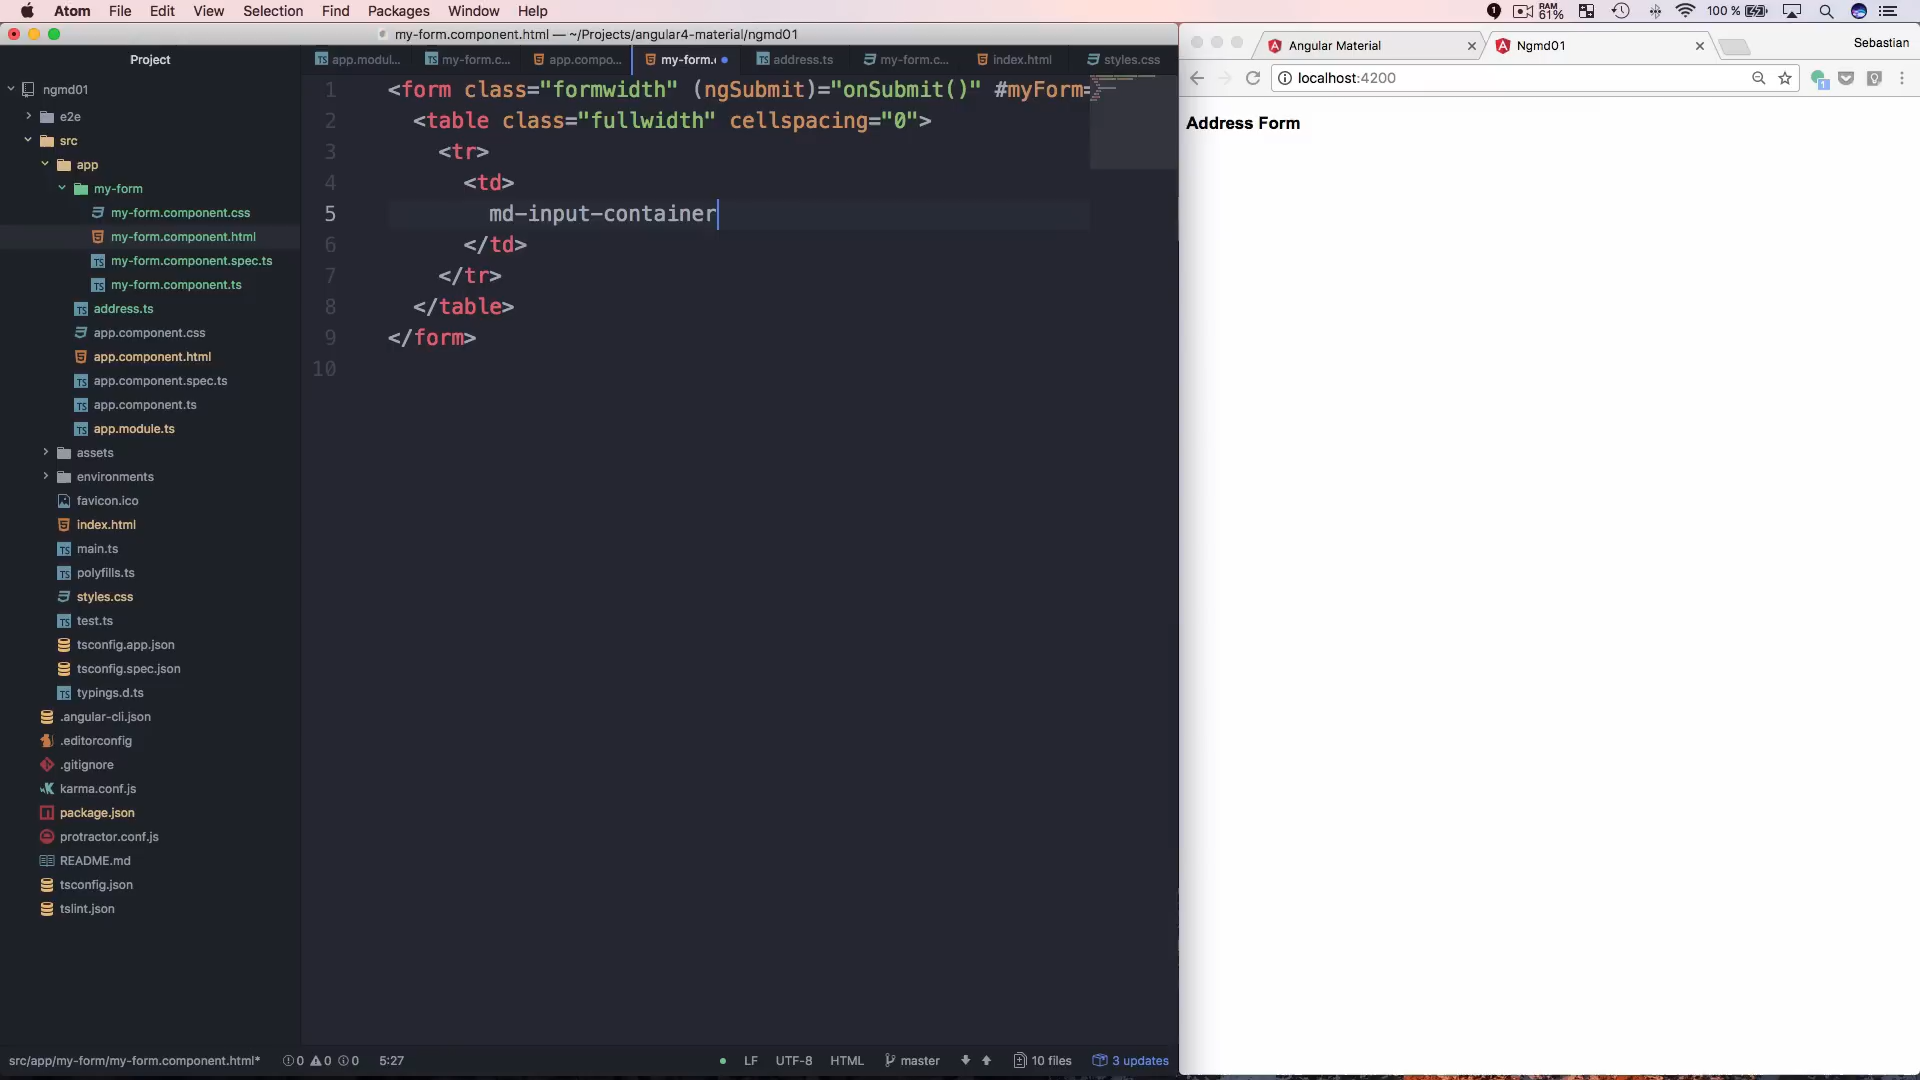 Atom File Edit View Selection Find Packages Window Help
RAM 61% 100 %
my-form.component.html — ~/Projects/angular4-material/ngmd01
Project
app.modul... my-form.c... app.compo... my-form.c address.ts my-form.c... index.html styles.css
ngmd01
e2e
src
app
my-form
my-form.component.css
my-form.component.html
my-form.component.spec.ts
my-form.component.ts
address.ts
app.component.css
app.component.html
app.component.spec.ts
app.component.ts
app.module.ts
assets
environments
favicon.ico
index.html
main.ts
polyfills.ts
styles.css
test.ts
tsconfig.app.json
tsconfig.spec.json
typings.d.ts
.angular-cli.json
.editorconfig
.gitignore
karma.conf.js
package.json
protractor.conf.js
README.md
tsconfig.json
tslint.json
1 <form class="formwidth" (ngSubmit)="onSubmit()" #myForm=
2 <table class="fullwidth" cellspacing="0">
3 <tr>
4 <td>
5 md-input-container
6 </td>
7 </tr>
8 </table>
9 </form>
10
src/app/my-form/my-form.component.html* 0 0 0 5:27 LF UTF-8 HTML master 10 files 3 updates
Angular Material Ngmd01 Sebastian
localhost:4200 1
Address Form